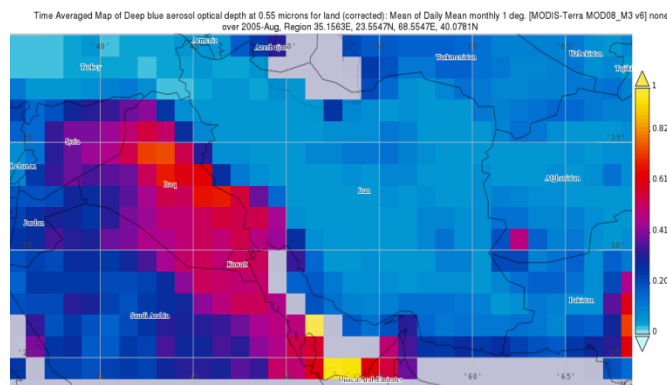 Time Averaged Map of Deep blue aerosol optical depth at 0.55 microns for land (corrected): Mean of Daily Mean monthly 1 deg. [MODIS-Terra MOD08_M3 v6] none
over 2005-Aug, Region 35.1563E, 23.5547N, 68.5547E, 40.0781N
Armenia
Azerbaijan
Turkey
Turkmenistan
Uzbekistan
1
0.82
Syria
'35
'35
Lebanon
Iraq
Iran
Afghanistan
0.61
Jordan
0.41
'30
Kuwait
0.20
Saudi Arabia
Pakistan
0
United Arab Emirates
'65